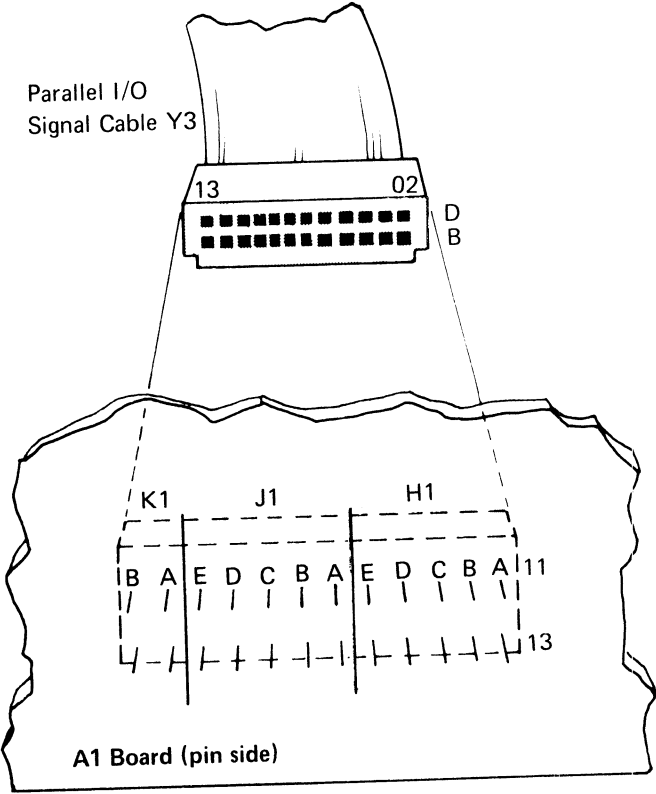 Parallel I/O
Signal Cable Y3
13 02
D
B
K1 J1 H1
B A E D C B A E D C B A 11
13
A1 Board (pin side)